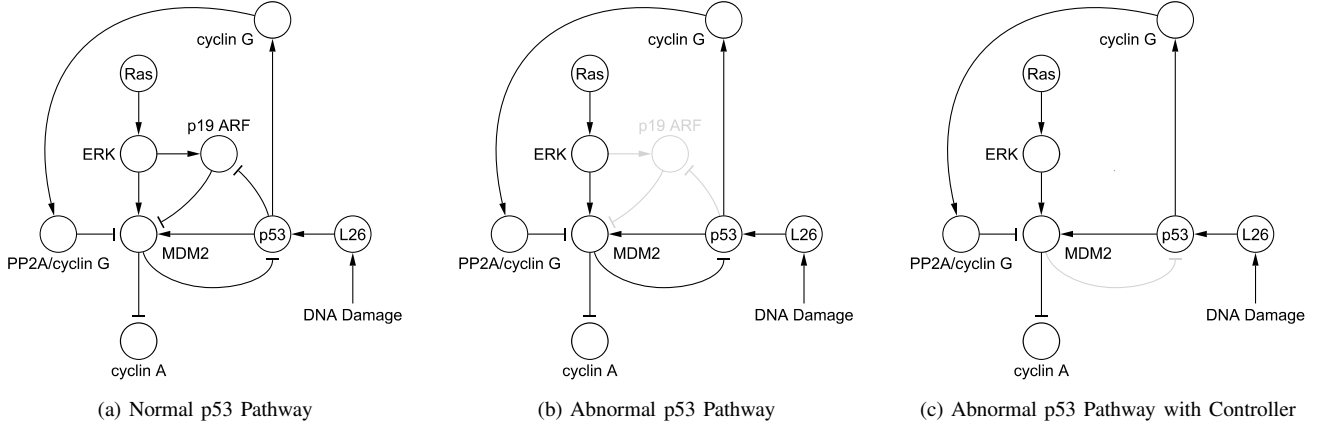 cyclin G
Ras
p19 ARF
ERK
p53
L26
MDM2
PP2A/cyclin G
DNA Damage
cyclin A
(a) Normal p53 Pathway
cyclin G
Ras
p19 ARF
ERK
p53
L26
MDM2
PP2A/cyclin G
DNA Damage
cyclin A
(b) Abnormal p53 Pathway
cyclin G
Ras
ERK
p53
L26
MDM2
PP2A/cyclin G
DNA Damage
cyclin A
(c) Abnormal p53 Pathway with Controller